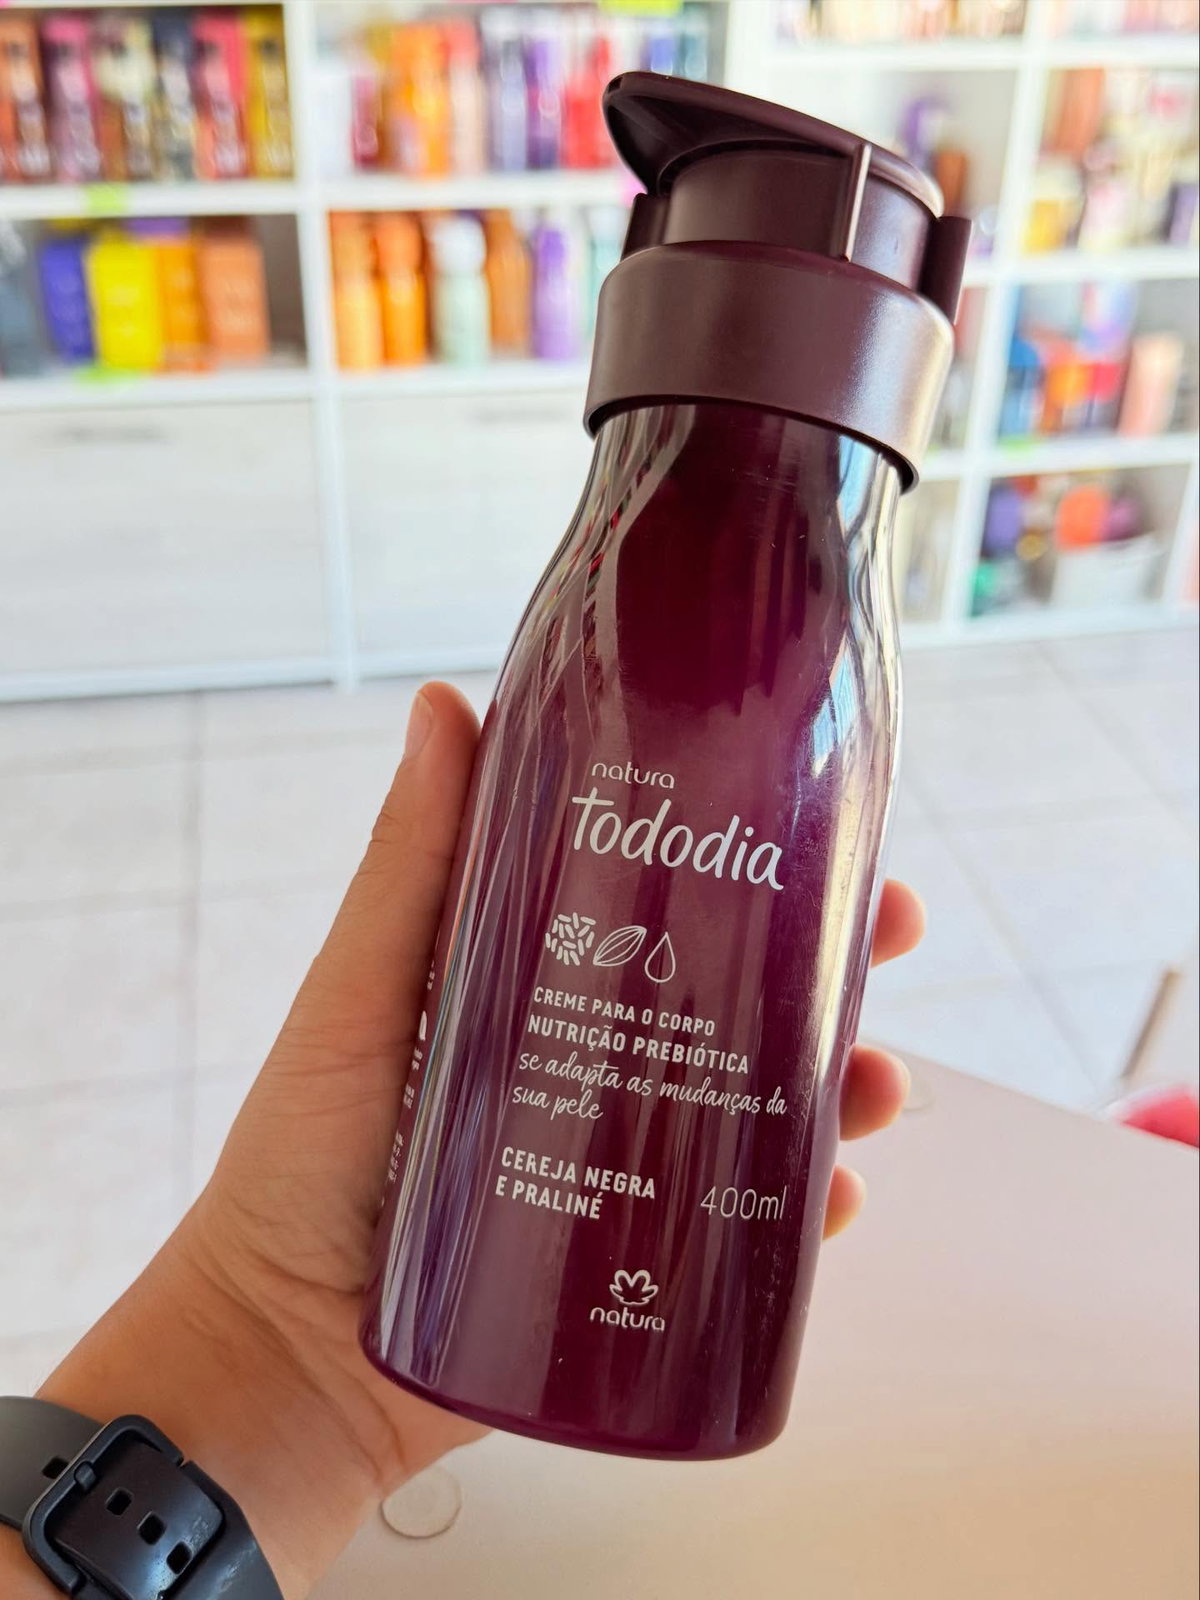 natura
Tododia
CREME PARA O CORPO
NUTRIÇÃO PREBIÓTICA
se adapta as mudanças da
sua pele
CEREJA NEGRA
E PRALINÉ
400ml
natura